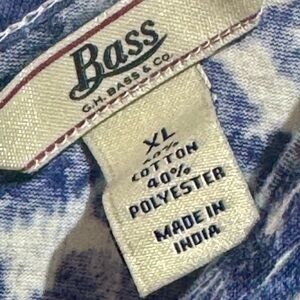 Bass
G.H. BASS & CO.
XL
COTTON
40%
POLYESTER
MADE IN
INDIA